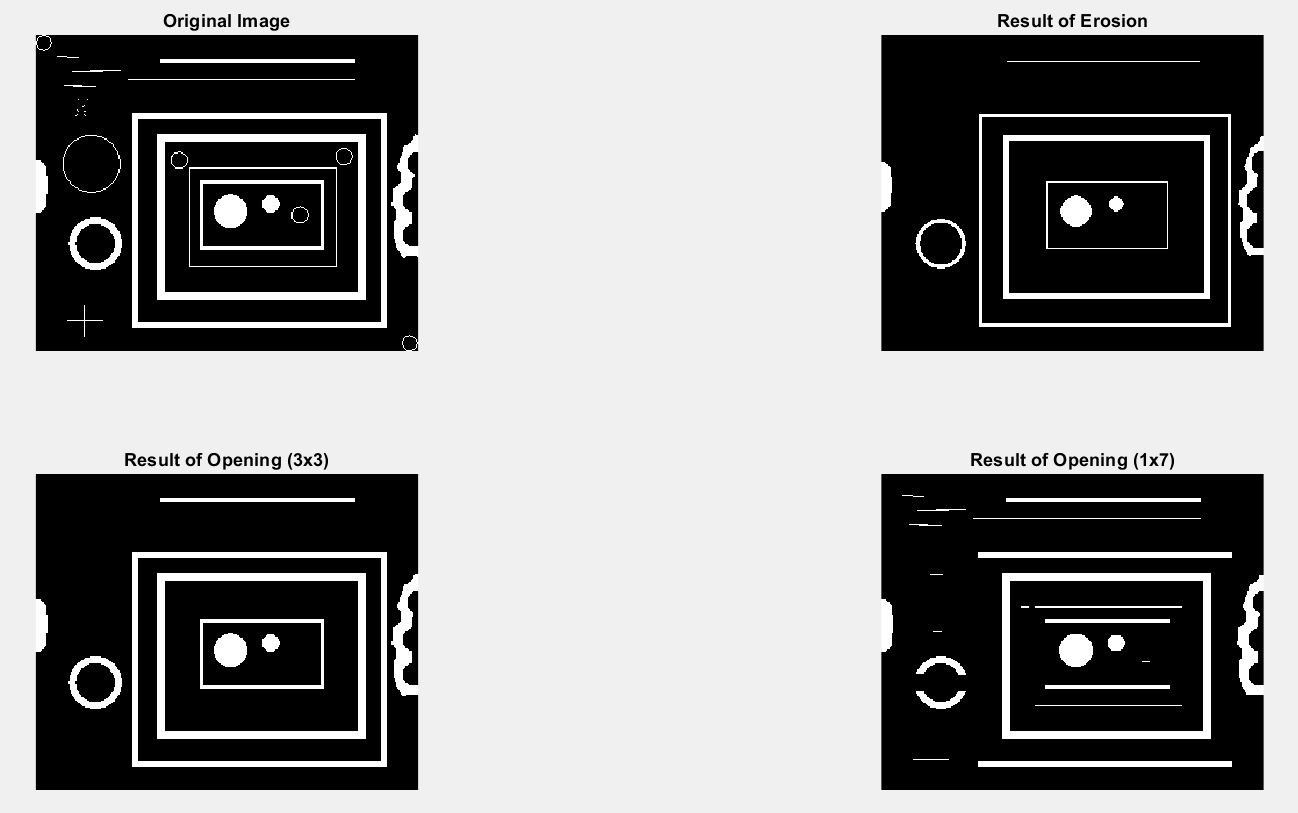 Original Image
Result of Erosion
Result of Opening (3x3)
Result of Opening (1x7)